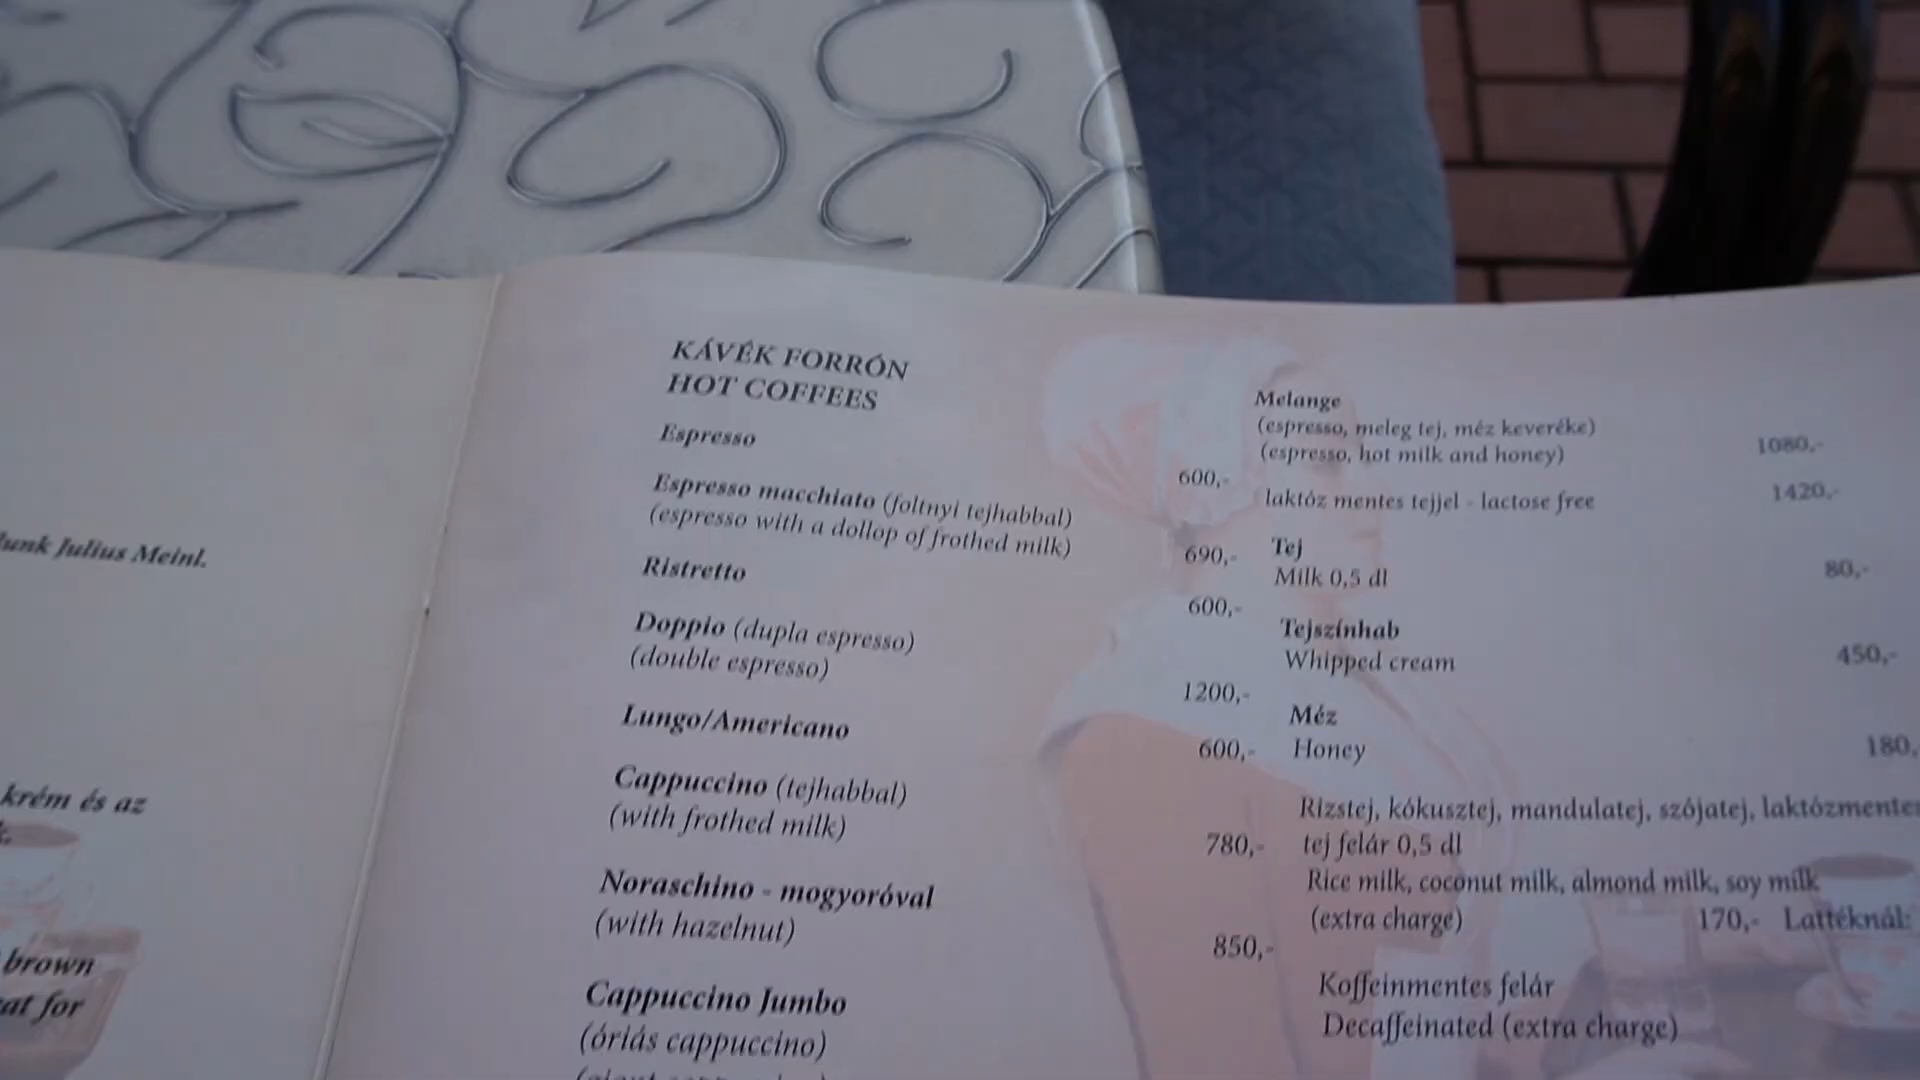 Julius Meinl.
krém és az
brown
for
KÁVÉK FORRÓN
HOT COFFEES
Espresso
600,-
Espresso macchiato (foltnyi tejhabbal)
(espresso with a dollop of frothed milk)
690,-
Ristretto
600,-
Doppio (dupla espresso)
(double espresso)
1200,-
Lungo/Americano
600,-
Cappuccino (tejhabbal)
(with frothed milk)
780,-
Noraschino - mogyoróval
(with hazelnut)
850,-
Cappuccino Jumbo
(óriás cappuccino)
Melange
(espresso, meleg tej, méz keveréke)
(espresso, hot milk and honey)
1080,-
laktóz mentes tejjel - lactose free
1420,-
Tej
Milk 0,5 dl
80,-
Tejszínhab
Whipped cream
450,-
Méz
Honey
180,-
Rizstej, kókusztej, mandulatej, szójatej, laktózmentes
tej felár 0,5 dl
Rice milk, coconut milk, almond milk, soy milk
(extra charge) 170,- Lattéknál:
Koffeinmentes felár
Decaffeinated (extra charge)